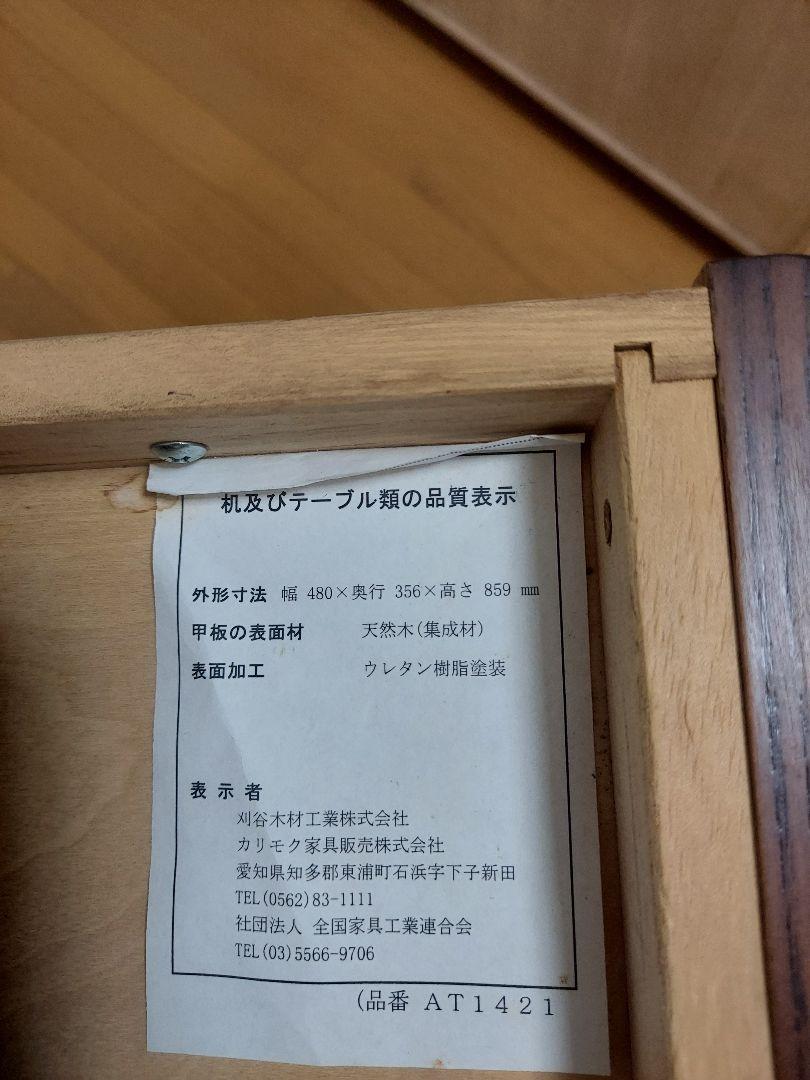 机及びテーブル類の品質表示
外形寸法 幅 480×奥行 356×高さ 859 ㎜
甲板の表面材 天然木(集成材)
表面加工 ウレタン樹脂塗装
表示者
刈谷木材工業株式会社
カリモク家具販売株式会社
愛知県知多郡東浦町石浜字下子新田
TEL(0562)83-1111
社団法人 全国家具工業連合会
TEL(03)5566-9706
(品番 AT1421